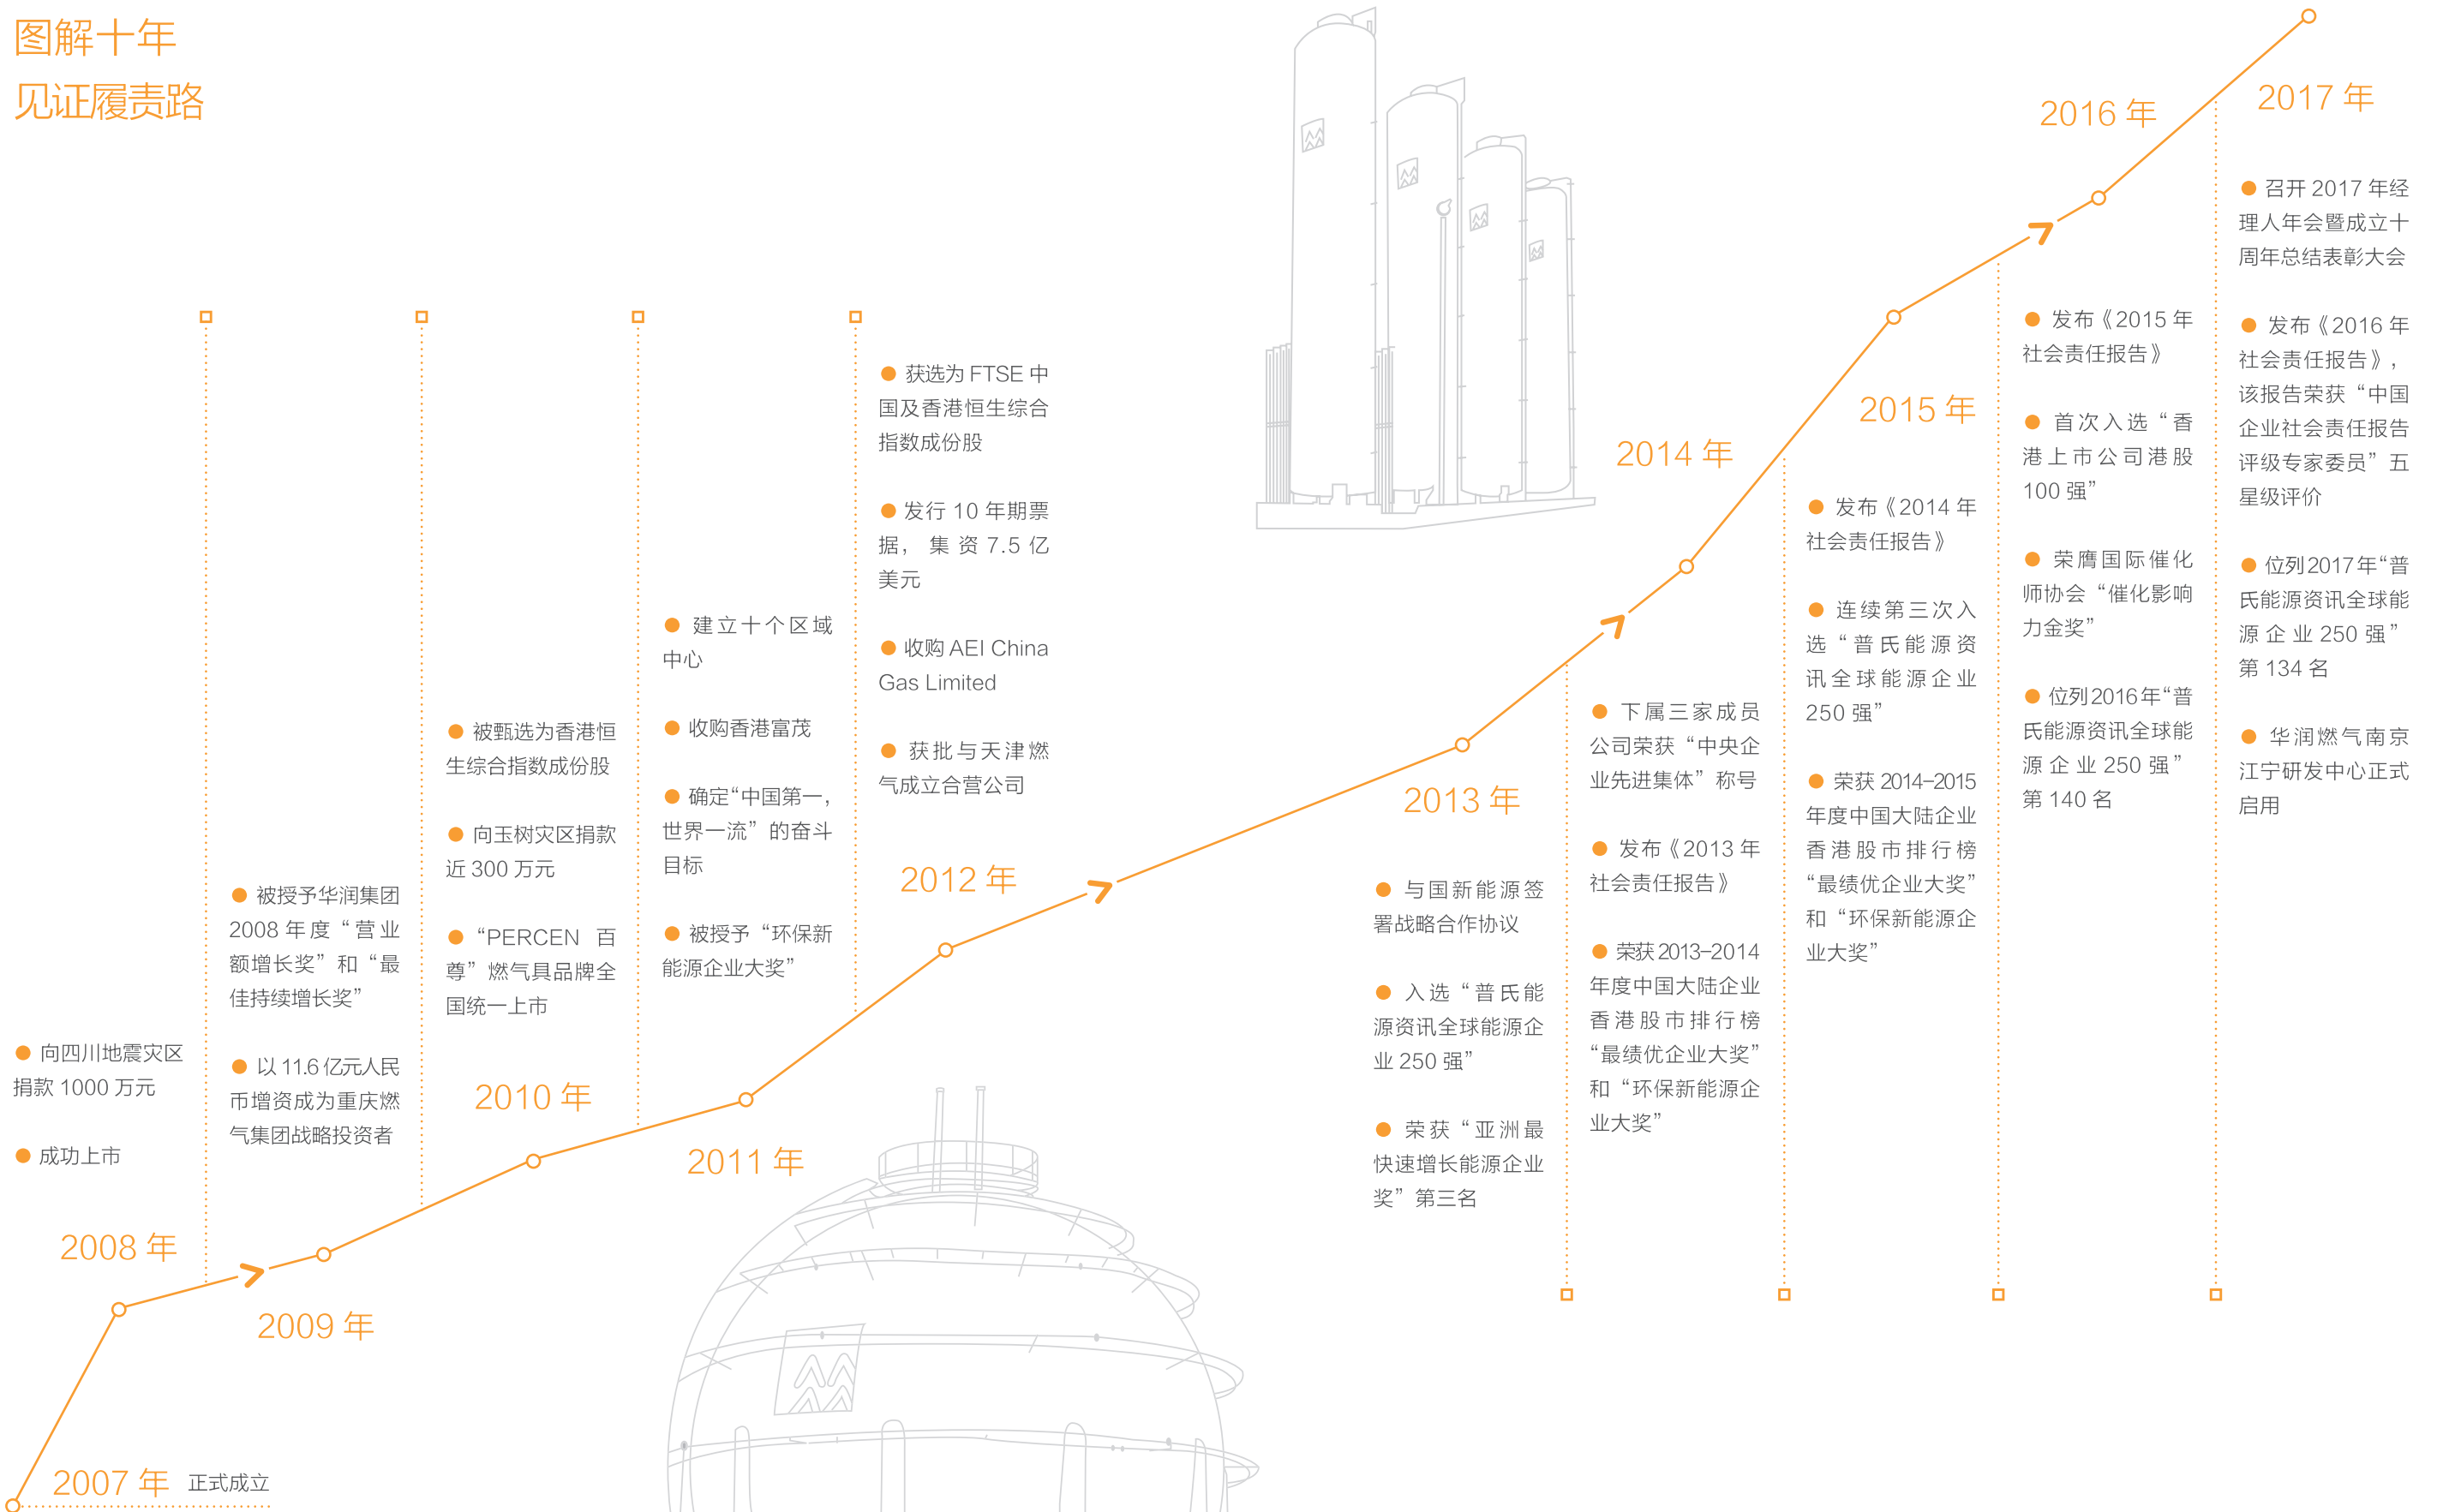 图解十年
见证履责路
2007 年 正式成立
2008 年
● 向四川地震灾区
捐款 1000 万元
● 成功上市
2009 年
● 被授予华润集团
2008 年度“营业
额增长奖”和“最
佳持续增长奖”
● 以 11.6 亿元人民
币增资成为重庆燃
气集团战略投资者
2010 年
● 被甄选为香港恒
生综合指数成份股
● 向玉树灾区捐款
近 300 万元
● “PERCEN 百
尊”燃气具品牌全
国统一上市
2011 年
● 建立十个区域
中心
● 收购香港富茂
● 确定“中国第一，
世界一流”的奋斗
目标
● 被授予“环保新
能源企业大奖”
2012 年
● 获选为 FTSE 中
国及香港恒生综合
指数成份股
● 发行 10 年期票
据，集资 7.5 亿
美元
● 收购 AEI China
Gas Limited
● 获批与天津燃
气成立合营公司
2013 年
● 与国新能源签
署战略合作协议
● 入选“普氏能
源资讯全球能源企
业 250 强”
● 荣获“亚洲最
快速增长能源企业
奖”第三名
2014 年
● 下属三家成员
公司荣获“中央企
业先进集体”称号
● 发布《2013 年
社会责任报告》
● 荣获 2013-2014
年度中国大陆企业
香港股市排行榜
“最绩优企业大奖”
和“环保新能源企
业大奖”
2015 年
● 发布《2014 年
社会责任报告》
● 连续第三次入
选“普氏能源资
讯全球能源企业
250 强”
● 荣获 2014-2015
年度中国大陆企业
香港股市排行榜
“最绩优企业大奖”
和“环保新能源企
业大奖”
2016 年
● 发布《2015 年
社会责任报告》
● 首次入选“香
港上市公司港股
100 强”
● 荣膺国际催化
师协会“催化影响
力金奖”
● 位列2016年“普
氏能源资讯全球能
源企业 250 强”
第 140 名
2017 年
● 召开 2017 年经
理人年会暨成立十
周年总结表彰大会
● 发布《2016 年
社会责任报告》，
该报告荣获“中国
企业社会责任报告
评级专家委员”五
星级评价
● 位列2017年“普
氏能源资讯全球能
源企业 250 强”
第 134 名
● 华润燃气南京
江宁研发中心正式
启用